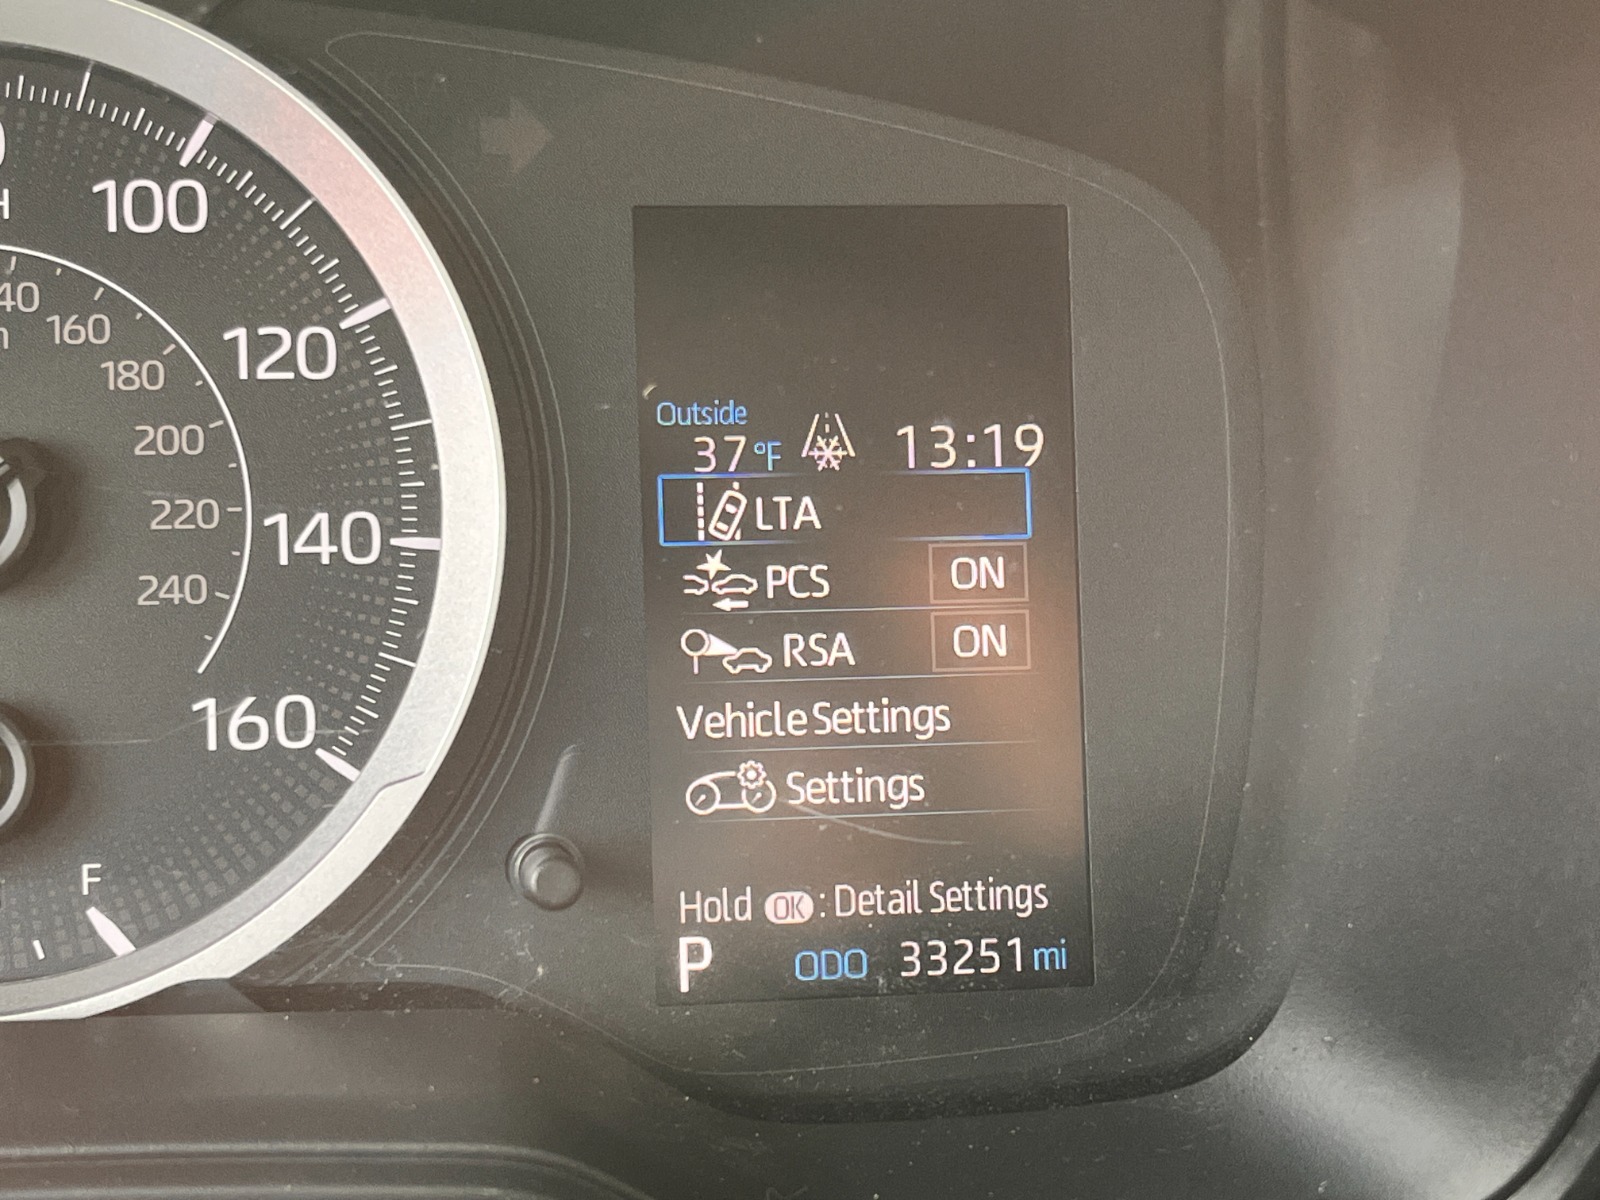 100
120
140
160
160
180
200
220
240
F
Outside
37 °F 13:19
LTA
PCS ON
RSA ON
Vehicle Settings
Settings
Hold OK : Detail Settings
P ODO 33251 mi